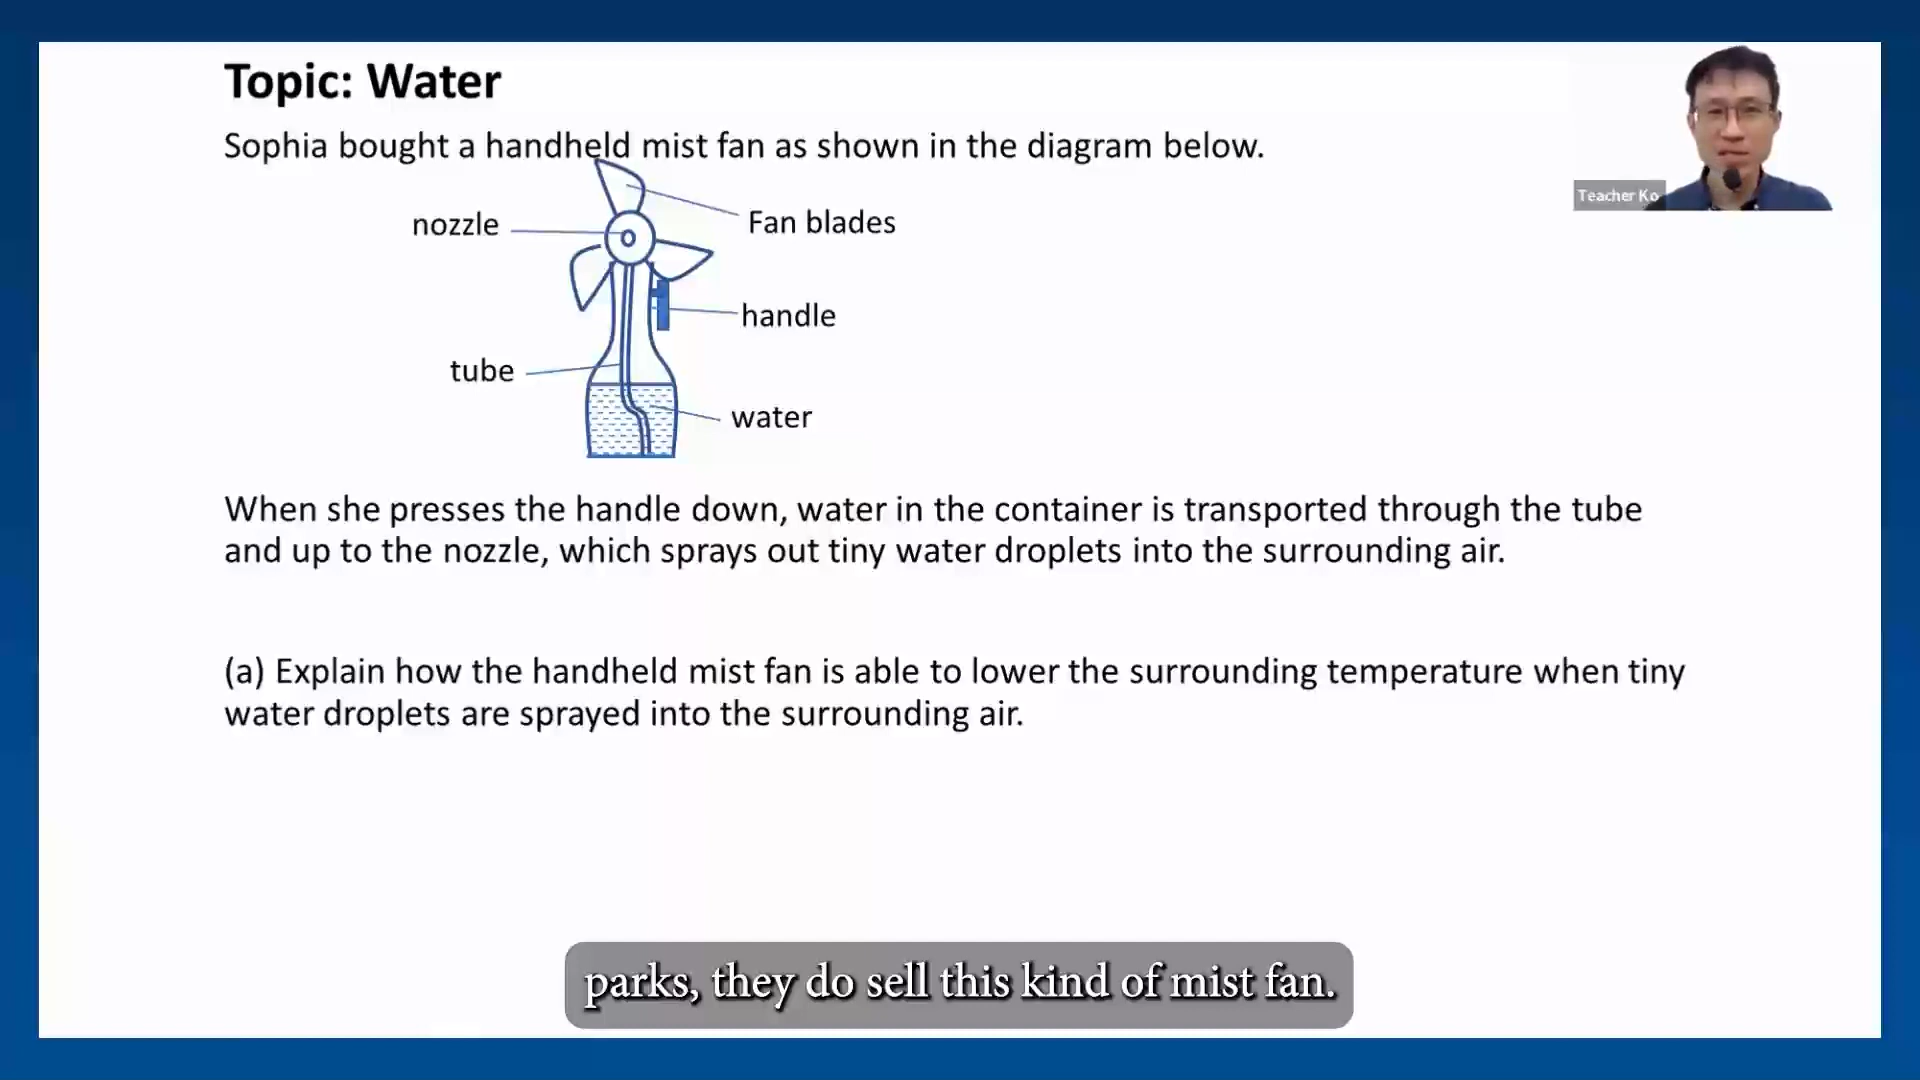 Topic: Water
Sophia bought a handheld mist fan as shown in the diagram below.
nozzle
Fan blades
handle
tube
water
Teacher Ko
When she presses the handle down, water in the container is transported through the tube
and up to the nozzle, which sprays out tiny water droplets into the surrounding air.
(a) Explain how the handheld mist fan is able to lower the surrounding temperature when tiny
water droplets are sprayed into the surrounding air.
parks, they do sell this kind of mist fan.